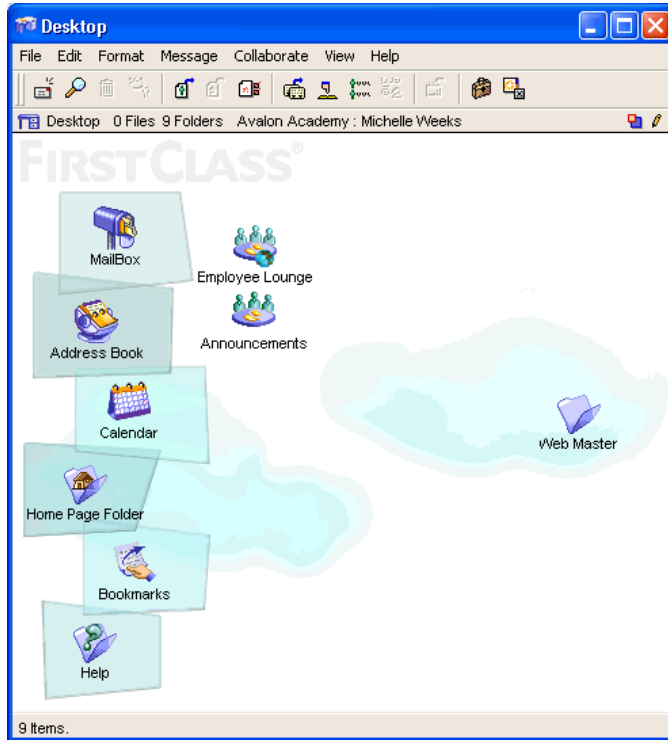 Desktop
File Edit Format Message Collaborate View Help
Desktop 0 Files 9 Folders Avalon Academy : Michelle Weeks
FIRSTCLASS®
MailBox
Employee Lounge
Address Book
Announcements
Calendar
Web Master
Home Page Folder
Bookmarks
Help
9 Items.